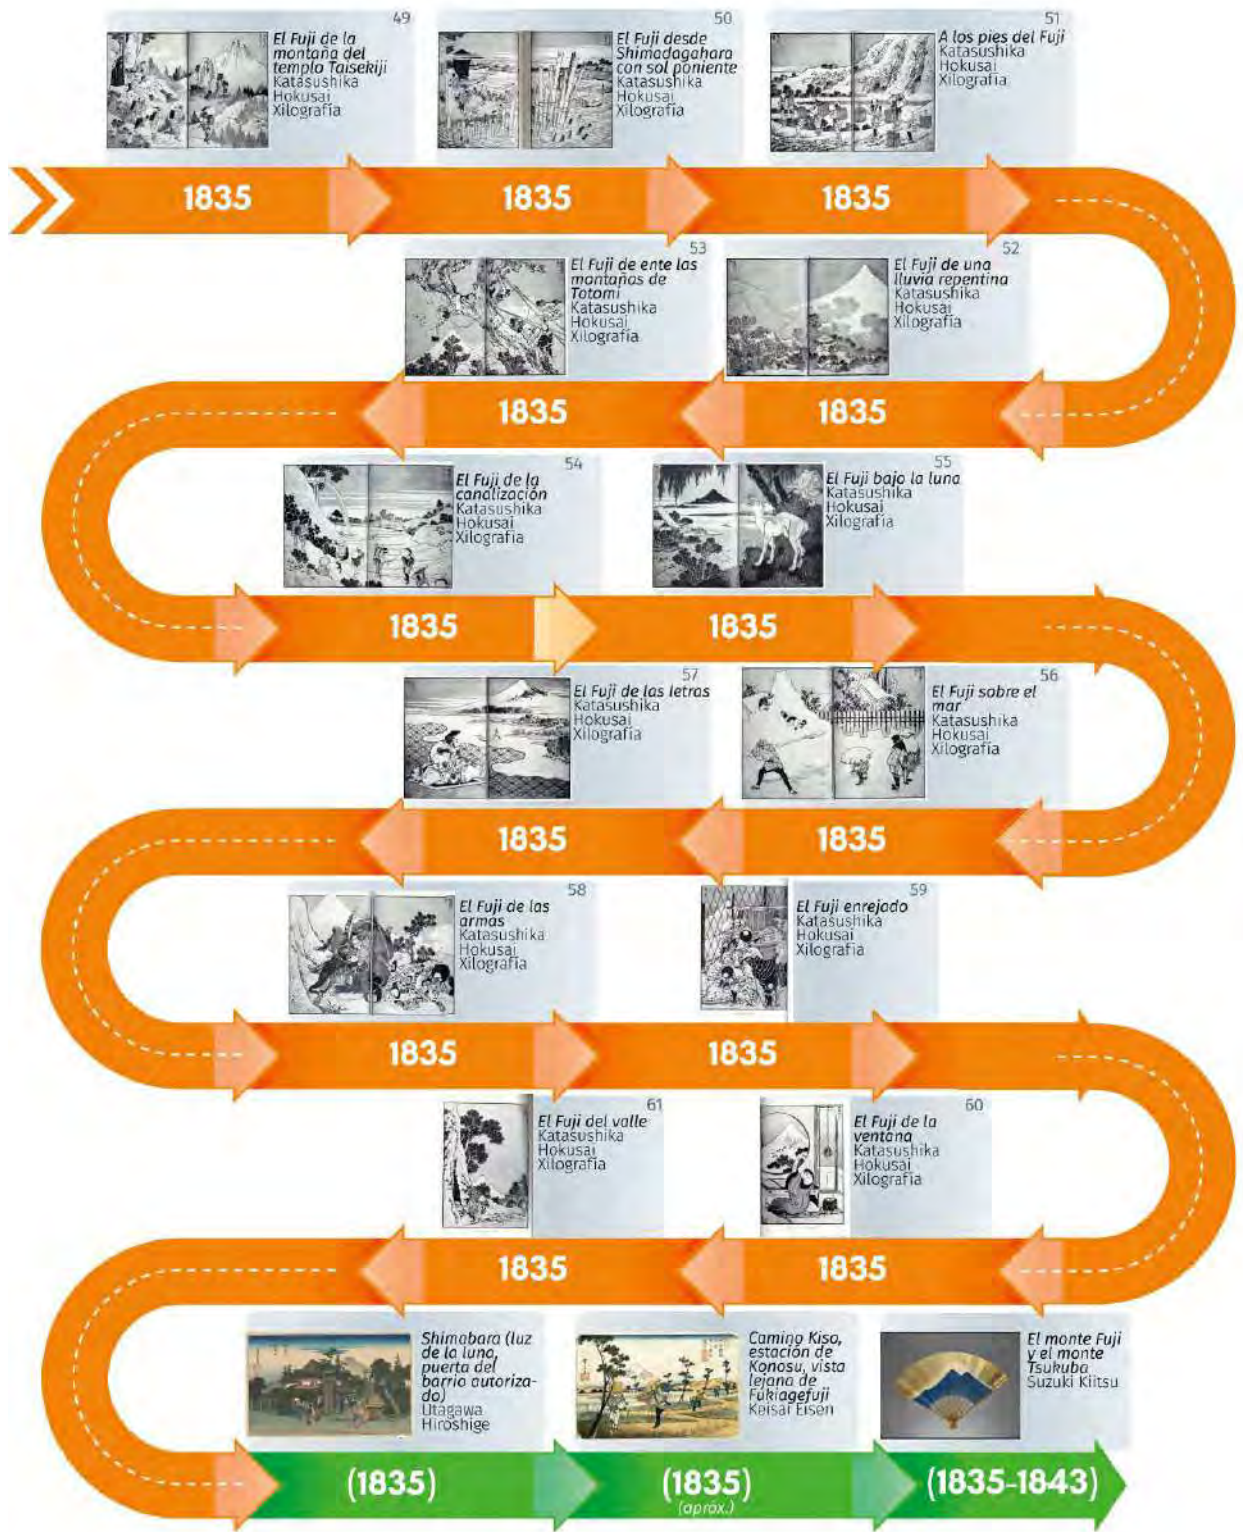 49
El Fuji de la
montaña del
templo Taisekiji
Katasushika
Hokusai
Xilografía
50
El Fuji desde
Shimadagahara
con sol poniente
Katasushika
Hokusai
Xilografía
51
A los pies del Fuji
Katasushika
Hokusai
Xilografía
1835
1835
1835
52
El Fuji de una
lluvia repentina
Katasushika
Hokusai
Xilografía
53
El Fuji de ente las
montañas de
Totomi
Katasushika
Hokusai
Xilografía
1835
1835
54
El Fuji de la
canalización
Katasushika
Hokusai
Xilografía
55
El Fuji bajo la luna
Katasushika
Hokusai
Xilografía
1835
1835
56
El Fuji sobre el
mar
Katasushika
Hokusai
Xilografía
57
El Fuji de las letras
Katasushika
Hokusai
Xilografía
1835
1835
58
El Fuji de las
armas
Katasushika
Hokusai
Xilografía
59
El Fuji enrejado
Katasushika
Hokusai
Xilografía
1835
1835
60
El Fuji de la
ventana
Katasushika
Hokusai
Xilografía
61
El Fuji del valle
Katasushika
Hokusai
Xilografía
1835
1835
Shimabara (luz
de la luna,
puerta del
barrio autoriza-
do)
Utagawa
Hiroshige
Camino Kiso,
estación de
Konosu, vista
lejana de
Fukiagefuji
Keisai Eisen
El monte Fuji
y el monte
Tsukuba
Suzuki Kiitsu
(1835)
(1835)
(apróx.)
(1835-1843)